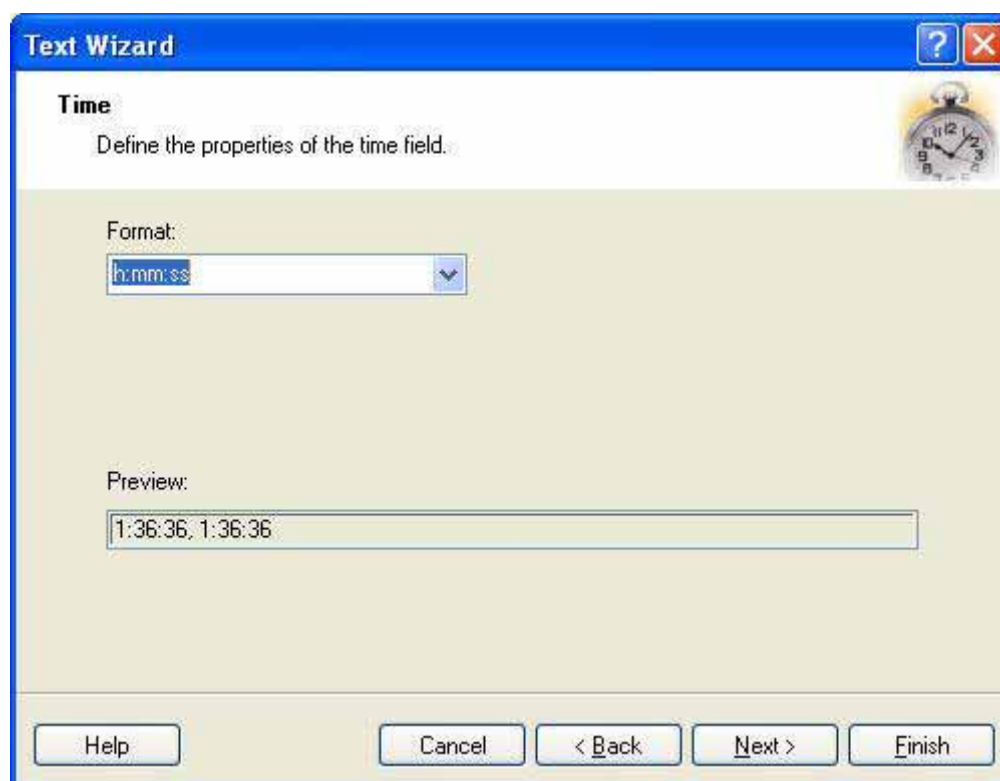 Text Wizard
Time
Define the properties of the time field.
Format:
h:mm:ss
Preview:
1:36:36, 1:36:36
Help Cancel < Back Next > Finish